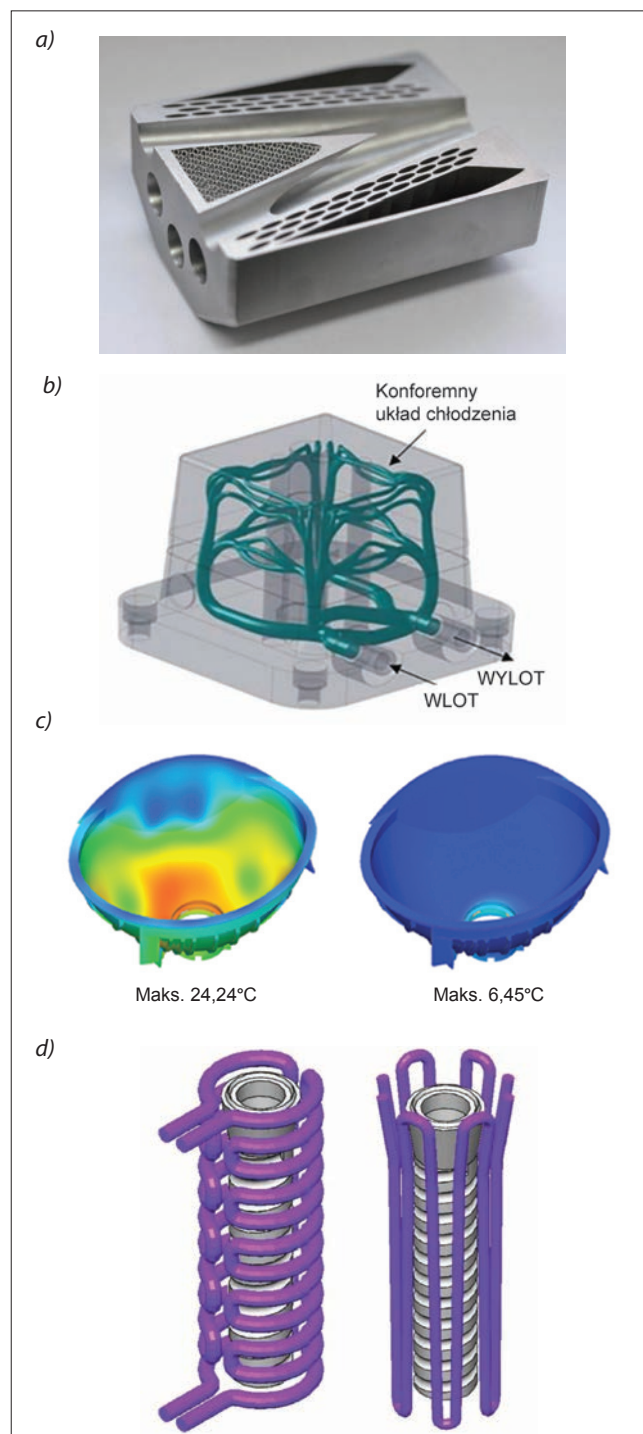 a)
b)
Konforemny
układ chłodzenia
WYLOT
WLOT
c)
Maks. 24,24°C
Maks. 6,45°C
d)